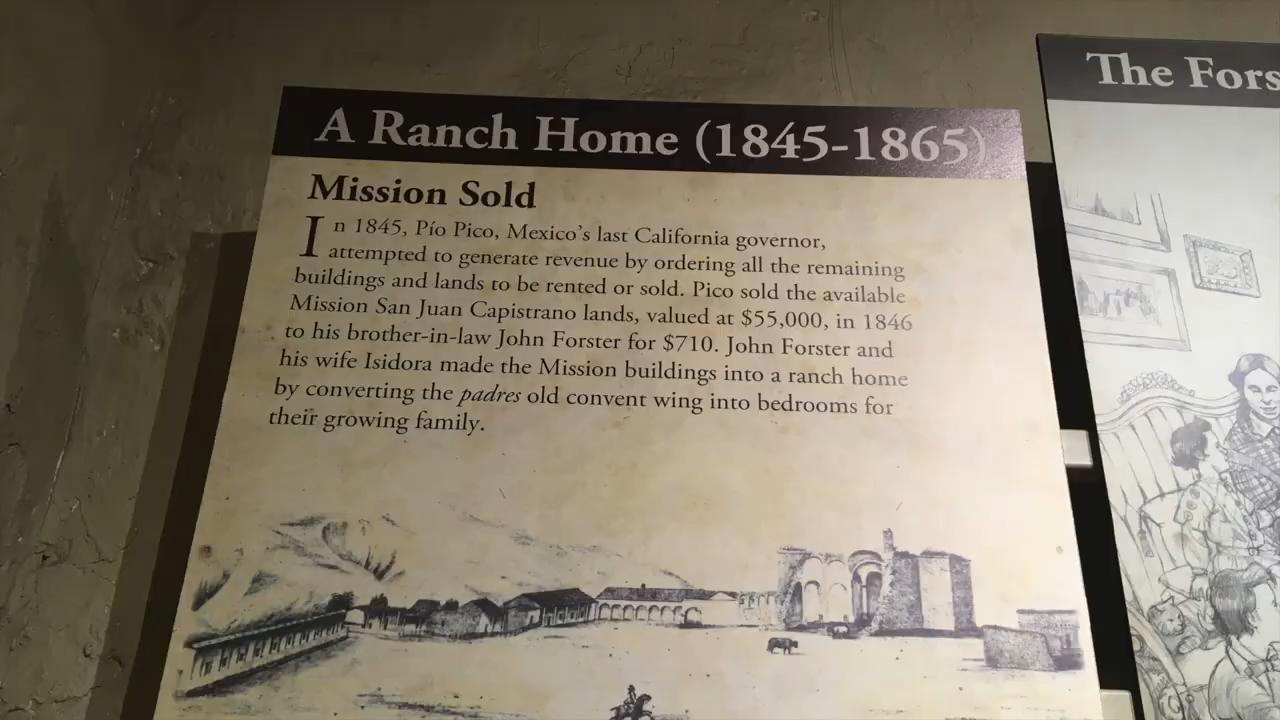 A Ranch Home (1845-1865)
Mission Sold
In 1845, Pío Pico, Mexico's last California governor,
attempted to generate revenue by ordering all the remaining
buildings and lands to be rented or sold. Pico sold the available
Mission San Juan Capistrano lands, valued at $55,000, in 1846
to his brother-in-law John Forster for $710. John Forster and
his wife Isidora made the Mission buildings into a ranch home
by converting the padres old convent wing into bedrooms for
their growing family.
The Fors